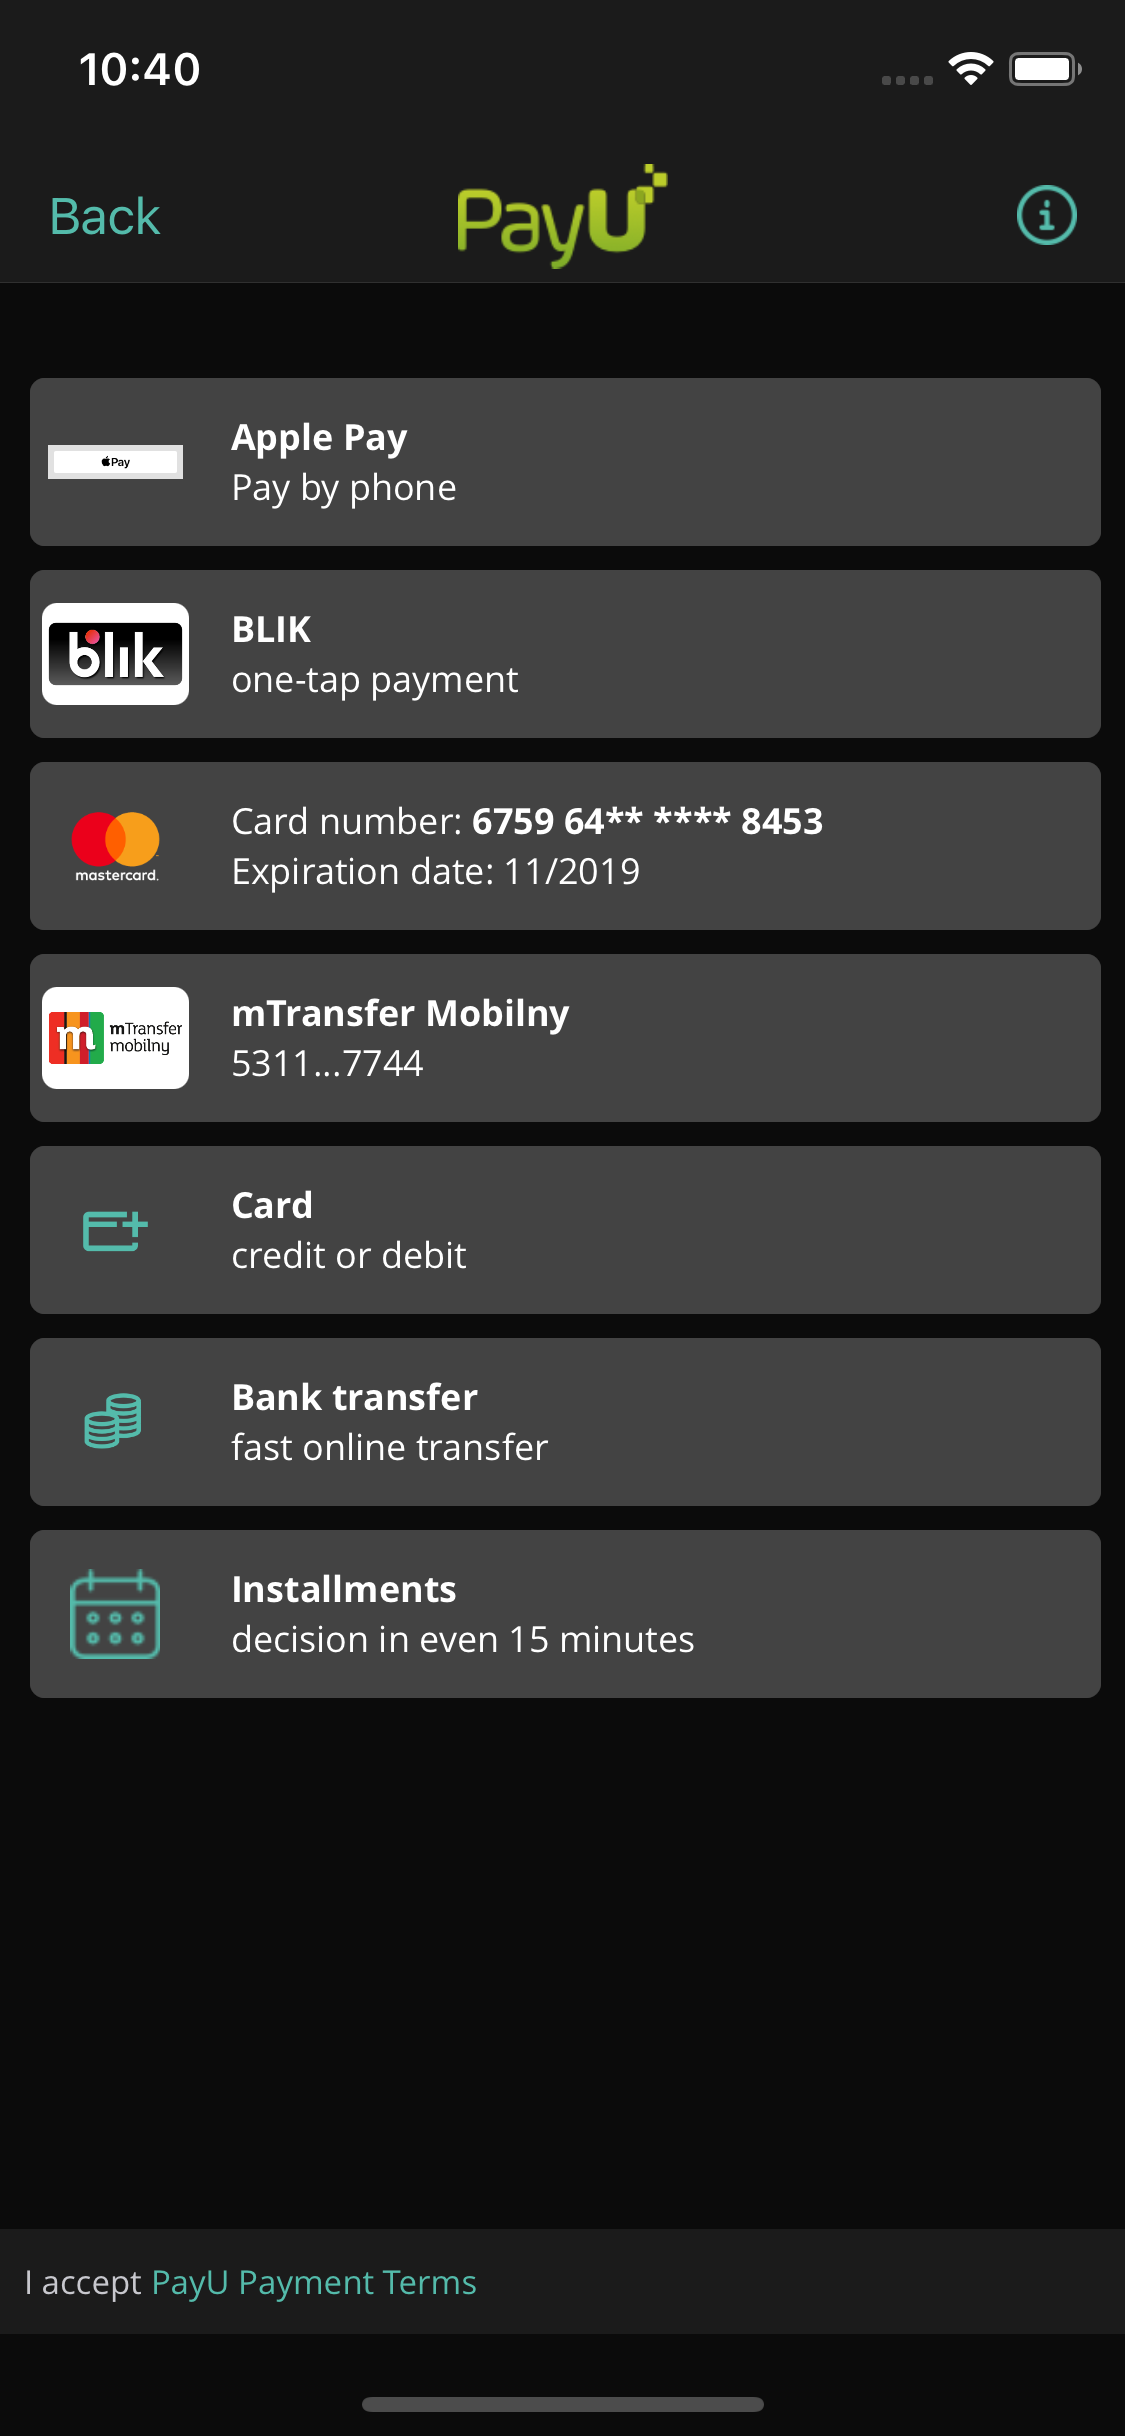 10:40
Back
PayU
Apple Pay
Pay
Pay by phone
blik
BLIK
one-tap payment
mastercard.
Card number: 6759 64** **** 8453
Expiration date: 11/2019
m mTransfer
mobilny
mTransfer Mobilny
5311...7744
Card
credit or debit
Bank transfer
fast online transfer
Installments
decision in even 15 minutes
I accept PayU Payment Terms